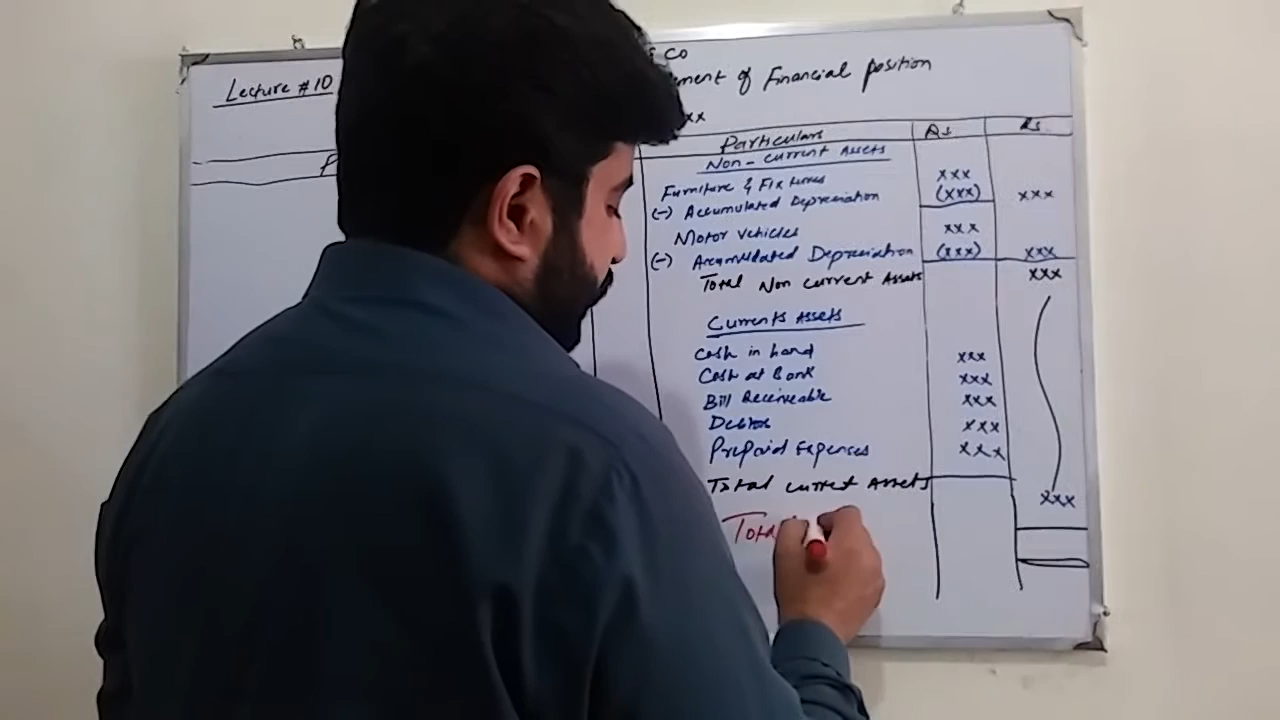 Lecture #10
Co
ment of Financial position
xx
Particulars Rs Rs
Non-current Assets
Furniture & Fixtures xxx
(-) Accumulated Depreciation (xxx) xxx
Motor Vehicles xxx
(-) Accumulated Depreciation (xxx) xxx
Total Non current Assets xxx
Currents Assets
Cash in hand xxx
Cash at Bank xxx
Bill Receiveable xxx
Debtos xxx
Prepaid Expenses xxx
Total current Assets xxx
Total